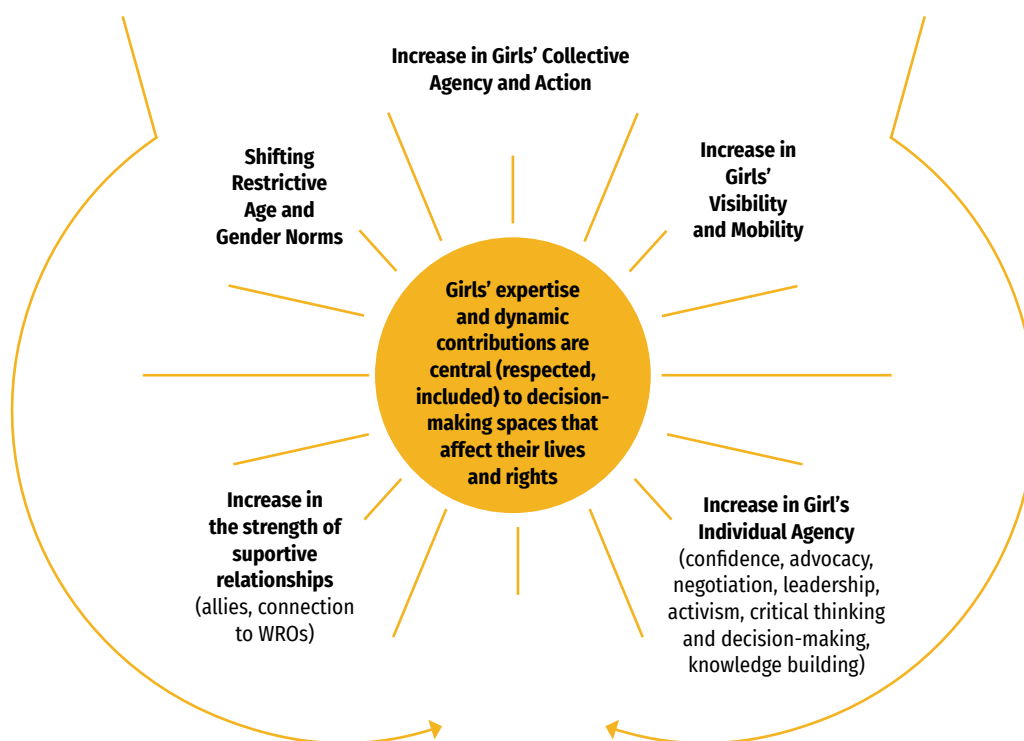 Increase in Girls' Collective
Agency and Action
Shifting
Restrictive
Age and
Gender Norms
Increase in
Girls'
Visibility
and Mobility
Girls' expertise
and dynamic
contributions are
central (respected,
included) to decision-
making spaces that
affect their lives
and rights
Increase in
the strength of
suportive
relationships
(allies, connection
to WROs)
Increase in Girl's
Individual Agency
(confidence, advocacy,
negotiation, leadership,
activism, critical thinking
and decision-making,
knowledge building)